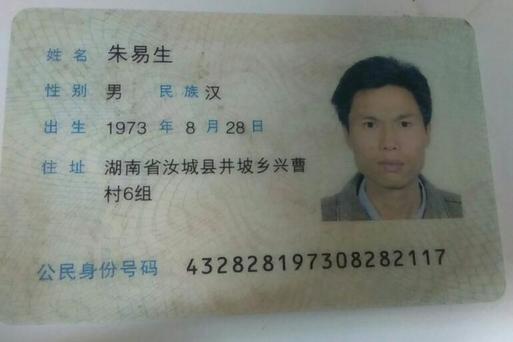 姓名 朱易生
性别 男 民族 汉
出生 1973 年 8 月 28 日
住址 湖南省汝城县井坡乡兴曹
村6组
公民身份号码 432828197308282117